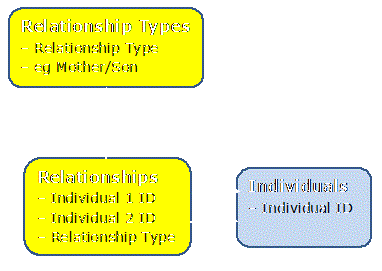 Relationship Types
- Relationship Type
- eg Mother/Son
Relationships
- Individual 1 ID
- Individual 2 ID
- Relationship Type
Individuals
- Individual ID